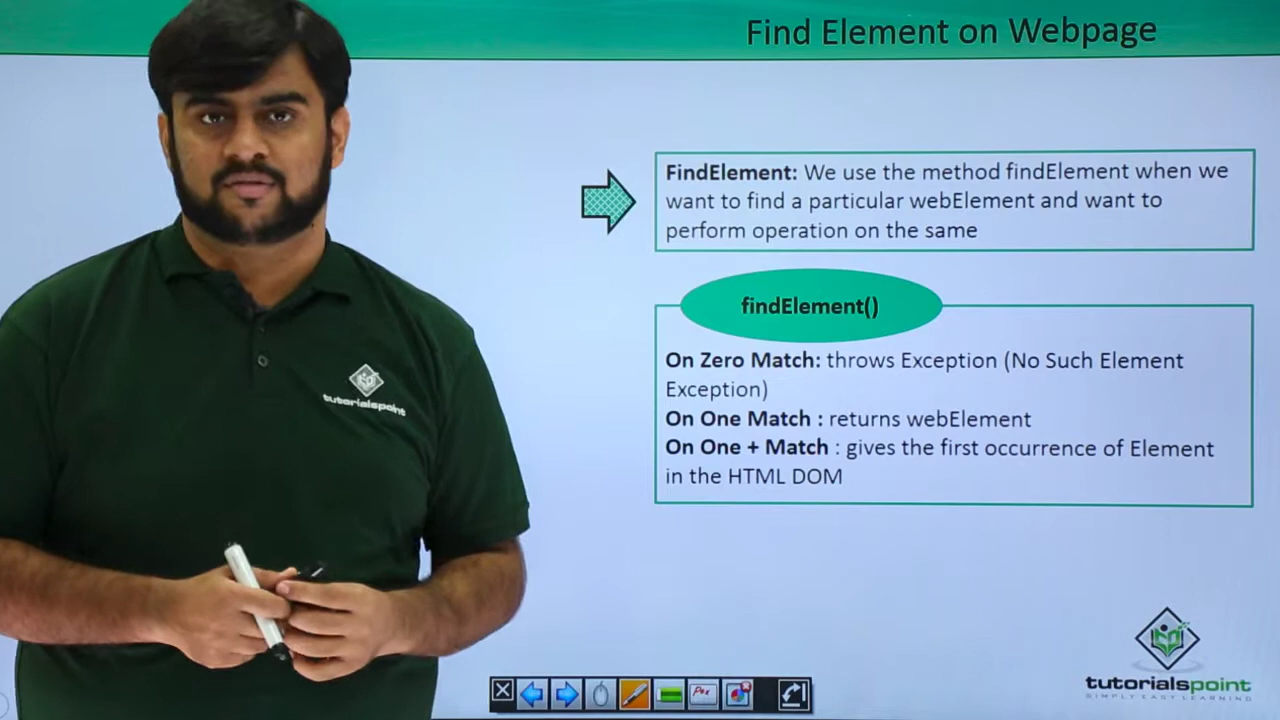 Find Element on Webpage
FindElement: We use the method findElement when we
want to find a particular webElement and want to
perform operation on the same
findElement()
On Zero Match: throws Exception (No Such Element
Exception)
On One Match : returns webElement
On One + Match : gives the first occurrence of Element
in the HTML DOM
tutorialspoint
tutorialspoint
SIMPLY EASY LEARNING